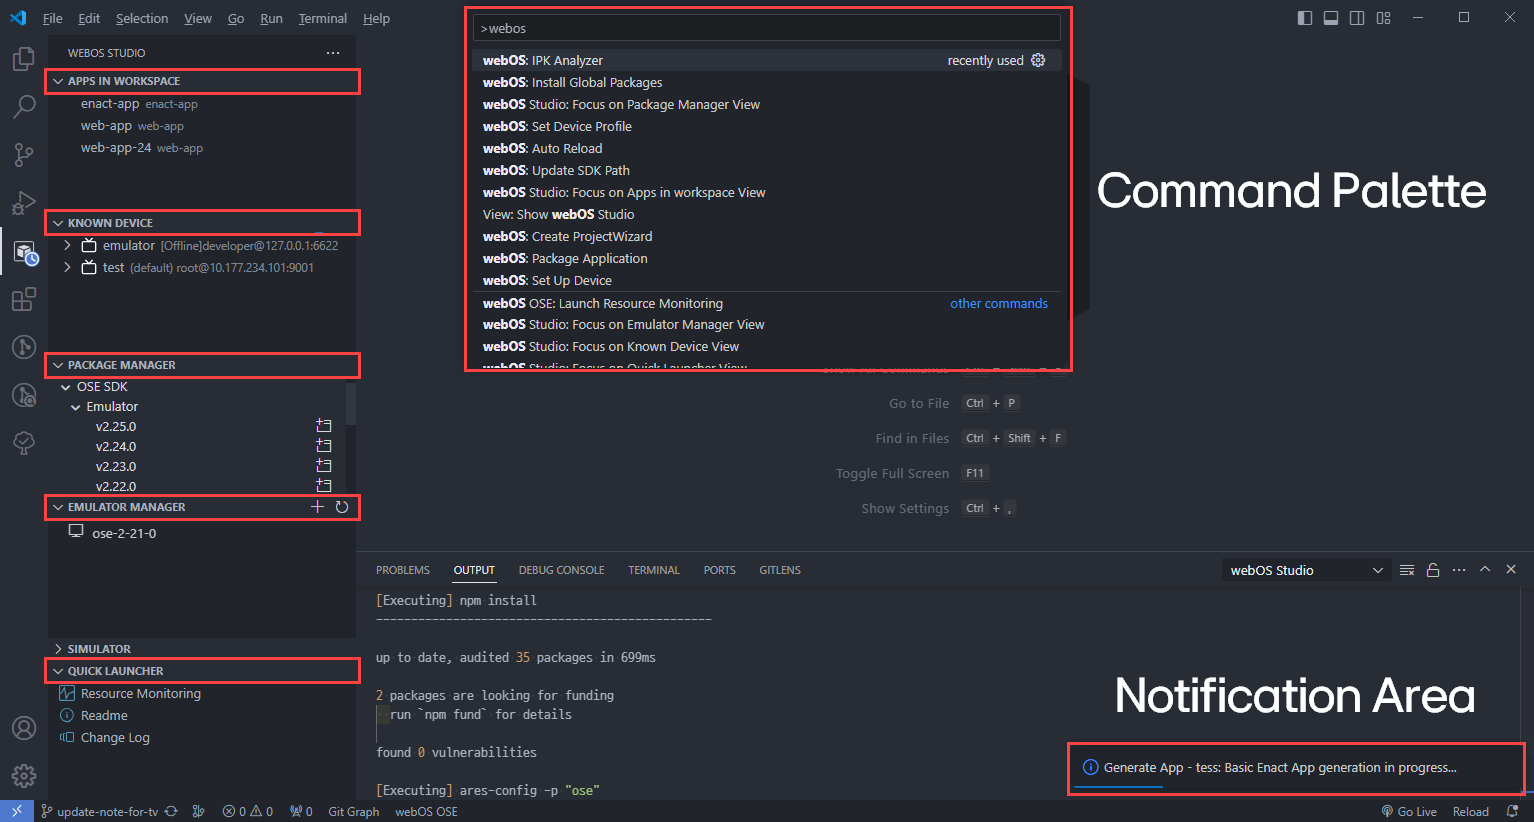 File Edit Selection View Go Run Terminal Help
WEBOS STUDIO
APPS IN WORKSPACE
enact-app enact-app
web-app web-app
web-app-24 web-app
KNOWN DEVICE
emulator [Offline]developer@127.0.0.1:6622
test (default) root@10.177.234.101:9001
PACKAGE MANAGER
OSE SDK
Emulator
v2.25.0
v2.24.0
v2.23.0
v2.22.0
EMULATOR MANAGER
ose-2-21-0
SIMULATOR
QUICK LAUNCHER
Resource Monitoring
Readme
Change Log
>webos
webOS: IPK Analyzer recently used
webOS: Install Global Packages
webOS Studio: Focus on Package Manager View
webOS: Set Device Profile
webOS: Auto Reload
webOS: Update SDK Path
webOS Studio: Focus on Apps in workspace View
View: Show webOS Studio
webOS: Create ProjectWizard
webOS: Package Application
webOS: Set Up Device
webOS OSE: Launch Resource Monitoring other commands
webOS Studio: Focus on Emulator Manager View
webOS Studio: Focus on Known Device View
webOS Studio: Focus on Quick Launcher View
Command Palette
Go to File Ctrl + P
Find in Files Ctrl + Shift + F
Toggle Full Screen F11
Show Settings Ctrl + ,
PROBLEMS OUTPUT DEBUG CONSOLE TERMINAL PORTS GITLENS webOS Studio
[Executing] npm install
------------------------------------------------
up to date, audited 35 packages in 699ms
2 packages are looking for funding
run `npm fund` for details
found 0 vulnerabilities
[Executing] ares-config -p "ose"
Notification Area
Generate App - tess: Basic Enact App generation in progress...
update-note-for-tv 0 0 0 Git Graph webOS OSE Go Live Reload